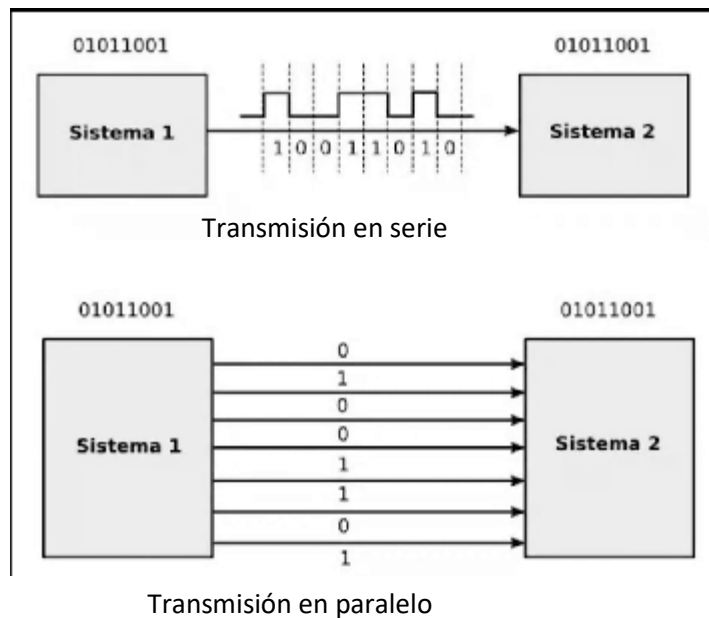 01011001 01011001
Sistema 1 Sistema 2
1 0 0 1 1 0 1 0
Transmisión en serie
01011001 01011001
0
1
0
0
Sistema 1 Sistema 2
1
1
0
1
Transmisión en paralelo